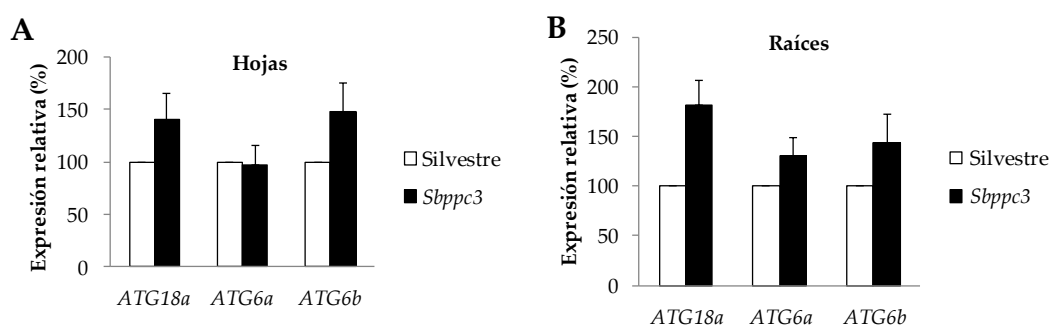 A
Hojas
Expresión relativa (%)
200
150
100
50
0
ATG18a ATG6a ATG6b
Silvestre
Sbppc3
B
Raíces
Expresión relativa (%)
250
200
150
100
50
0
ATG18a ATG6a ATG6b
Silvestre
Sbppc3